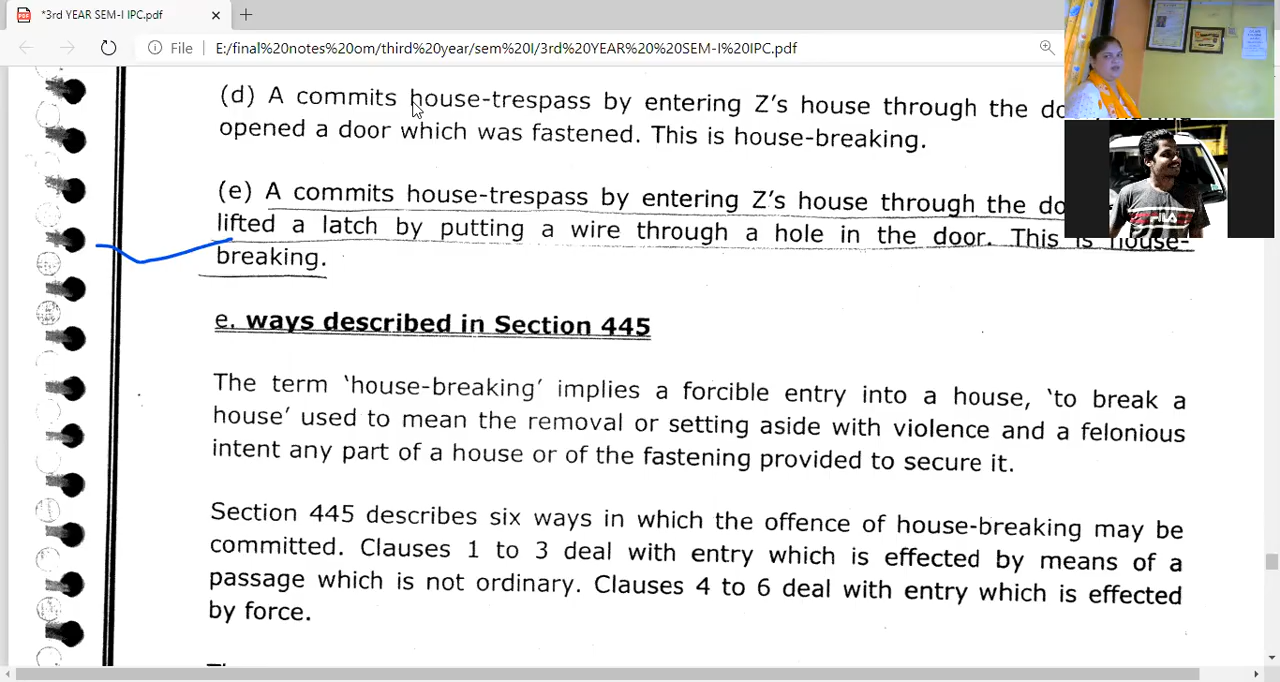 *3rd YEAR SEM-I IPC.pdf
File E:/final%20notes%20om/third%20year/sem%20I/3rd%20YEAR%20%20SEM-I%20IPC.pdf
(d) A commits house-trespass by entering Z's house through the
opened a door which was fastened. This is house-breaking.
(e) A commits house-trespass by entering Z's house through the
lifted a latch by putting a wire through a hole in the door. This is house-
breaking.
e. ways described in Section 445
The term 'house-breaking' implies a forcible entry into a house, 'to break a
house' used to mean the removal or setting aside with violence and a felonious
intent any part of a house or of the fastening provided to secure it.
Section 445 describes six ways in which the offence of house-breaking may be
committed. Clauses 1 to 3 deal with entry which is effected by means of a
passage which is not ordinary. Clauses 4 to 6 deal with entry which is effected
by force.
FILA